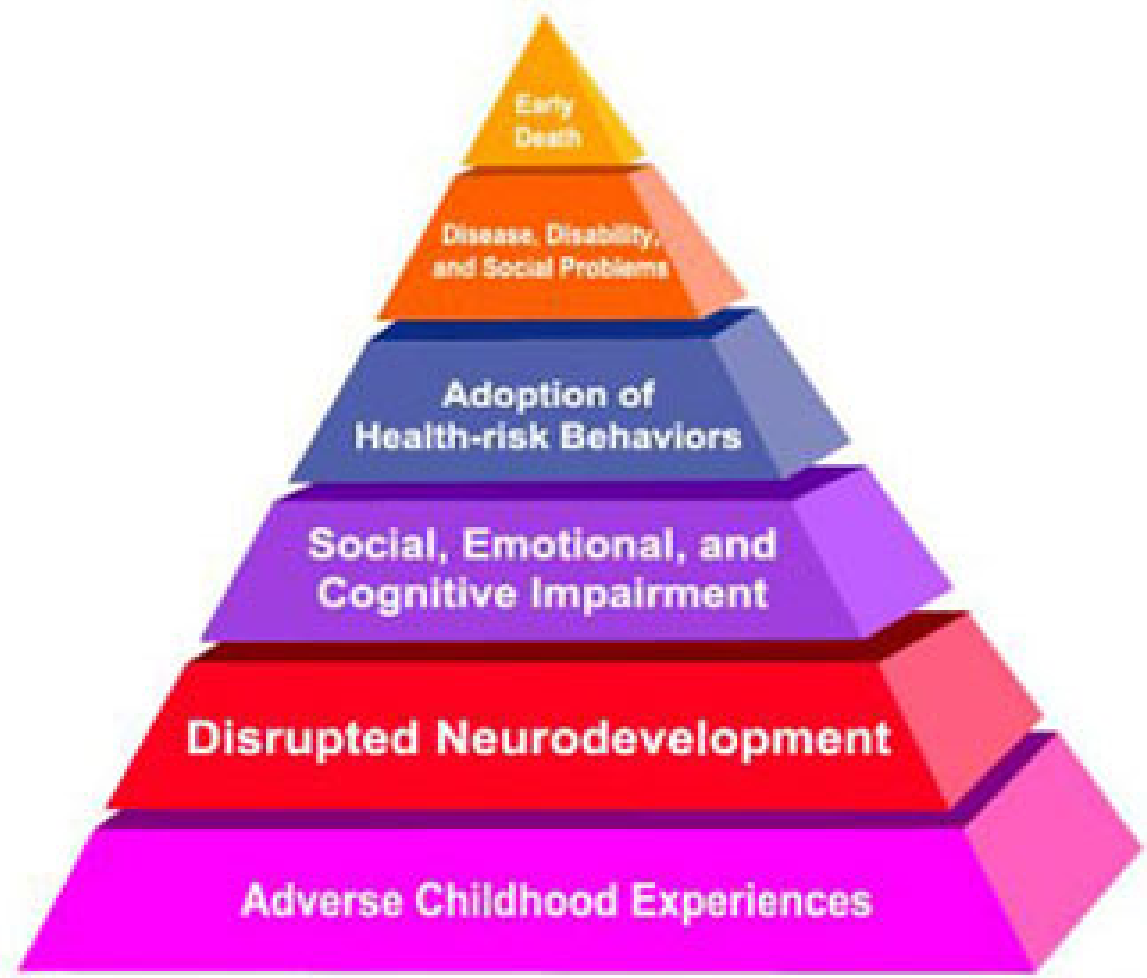 Early
Death
Disease, Disability,
and Social Problems
Adoption of
Health-risk Behaviors
Social, Emotional, and
Cognitive Impairment
Disrupted Neurodevelopment
Adverse Childhood Experiences